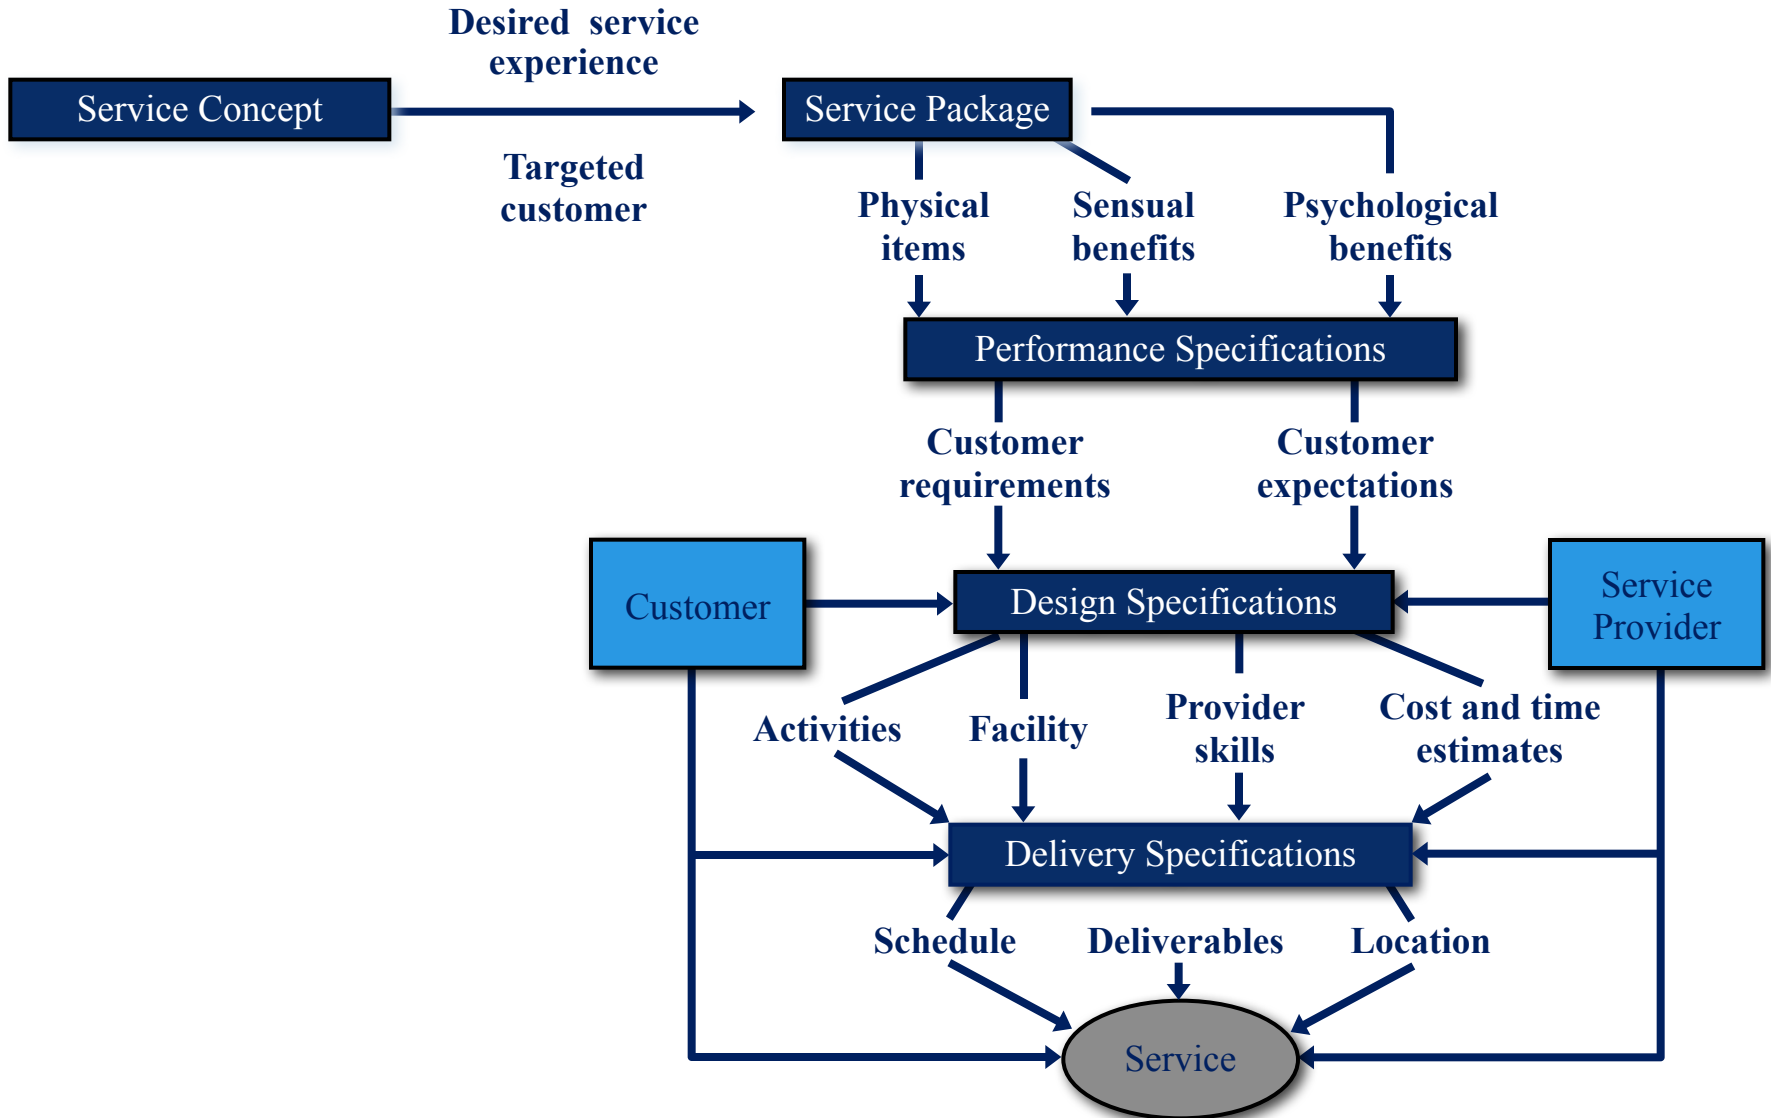 Desired service
experience
Service Concept
Service Package
Targeted
customer
Physical
items
Sensual
benefits
Psychological
benefits
Performance Specifications
Customer
requirements
Customer
expectations
Customer
Design Specifications
Service
Provider
Activities
Facility
Provider
skills
Cost and time
estimates
Delivery Specifications
Schedule
Deliverables
Location
Service